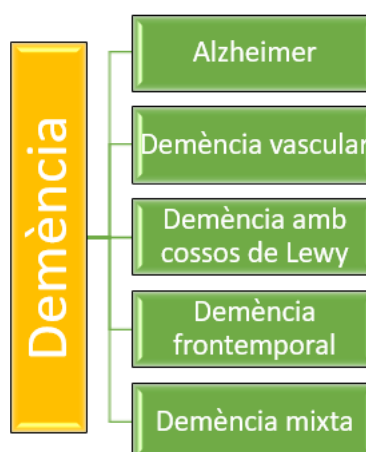 Demència
Alzheimer
Demència vascular
Demència amb
cossos de Lewy
Demència
frontemporal
Demència mixta